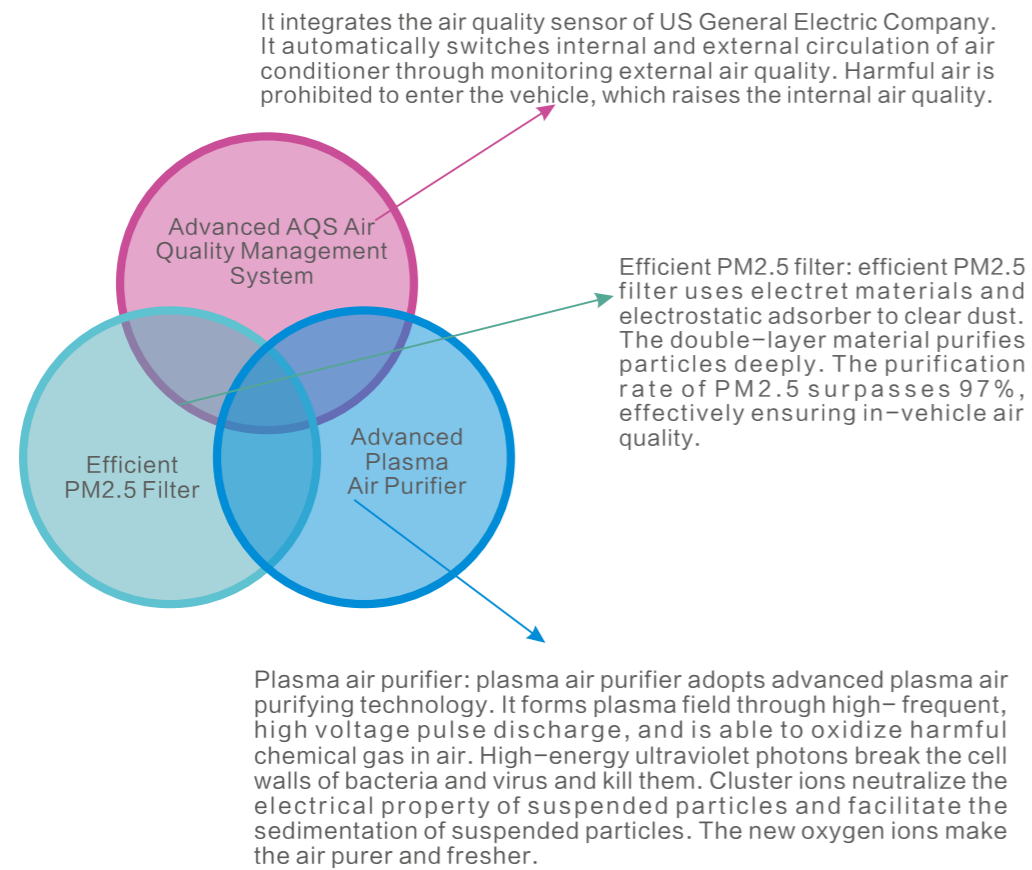 It integrates the air quality sensor of US General Electric Company.
It automatically switches internal and external circulation of air
conditioner through monitoring external air quality. Harmful air is
prohibited to enter the vehicle, which raises the internal air quality.
Advanced AQS Air
Quality Management
System
Efficient PM2.5 filter: efficient PM2.5
filter uses electret materials and
electrostatic adsorber to clear dust.
The double-layer material purifies
particles deeply. The purification
rate of PM2.5 surpasses 97%,
effectively ensuring in-vehicle air
quality.
Efficient
PM2.5 Filter
Advanced
Plasma
Air Purifier
Plasma air purifier: plasma air purifier adopts advanced plasma air
purifying technology. It forms plasma field through high- frequent,
high voltage pulse discharge, and is able to oxidize harmful
chemical gas in air. High-energy ultraviolet photons break the cell
walls of bacteria and virus and kill them. Cluster ions neutralize the
electrical property of suspended particles and facilitate the
sedimentation of suspended particles. The new oxygen ions make
the air purer and fresher.